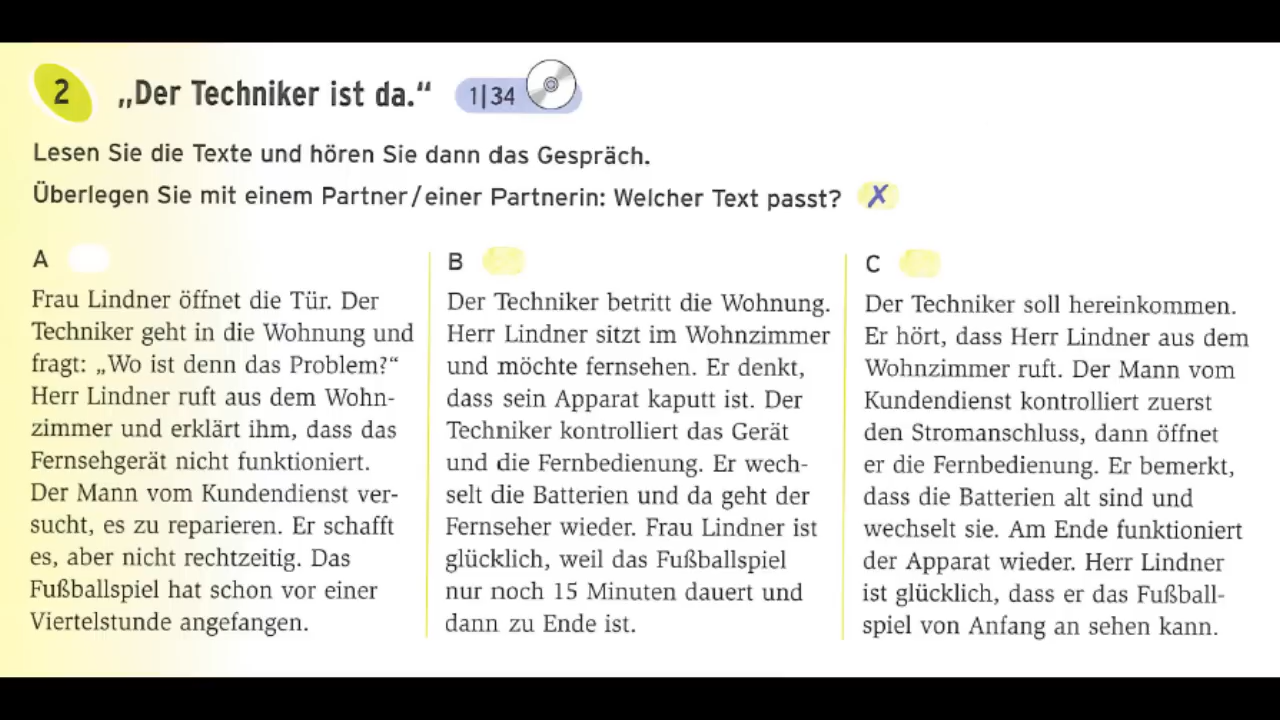 2 „Der Techniker ist da.“ 1|34
Lesen Sie die Texte und hören Sie dann das Gespräch.
Überlegen Sie mit einem Partner/einer Partnerin: Welcher Text passt? X
A
Frau Lindner öffnet die Tür. Der
Techniker geht in die Wohnung und
fragt: „Wo ist denn das Problem?“
Herr Lindner ruft aus dem Wohn-
zimmer und erklärt ihm, dass das
Fernsehgerät nicht funktioniert.
Der Mann vom Kundendienst ver-
sucht, es zu reparieren. Er schafft
es, aber nicht rechtzeitig. Das
Fußballspiel hat schon vor einer
Viertelstunde angefangen.
B
Der Techniker betritt die Wohnung.
Herr Lindner sitzt im Wohnzimmer
und möchte fernsehen. Er denkt,
dass sein Apparat kaputt ist. Der
Techniker kontrolliert das Gerät
und die Fernbedienung. Er wech-
selt die Batterien und da geht der
Fernseher wieder. Frau Lindner ist
glücklich, weil das Fußballspiel
nur noch 15 Minuten dauert und
dann zu Ende ist.
C
Der Techniker soll hereinkommen.
Er hört, dass Herr Lindner aus dem
Wohnzimmer ruft. Der Mann vom
Kundendienst kontrolliert zuerst
den Stromanschluss, dann öffnet
er die Fernbedienung. Er bemerkt,
dass die Batterien alt sind und
wechselt sie. Am Ende funktioniert
der Apparat wieder. Herr Lindner
ist glücklich, dass er das Fußball-
spiel von Anfang an sehen kann.